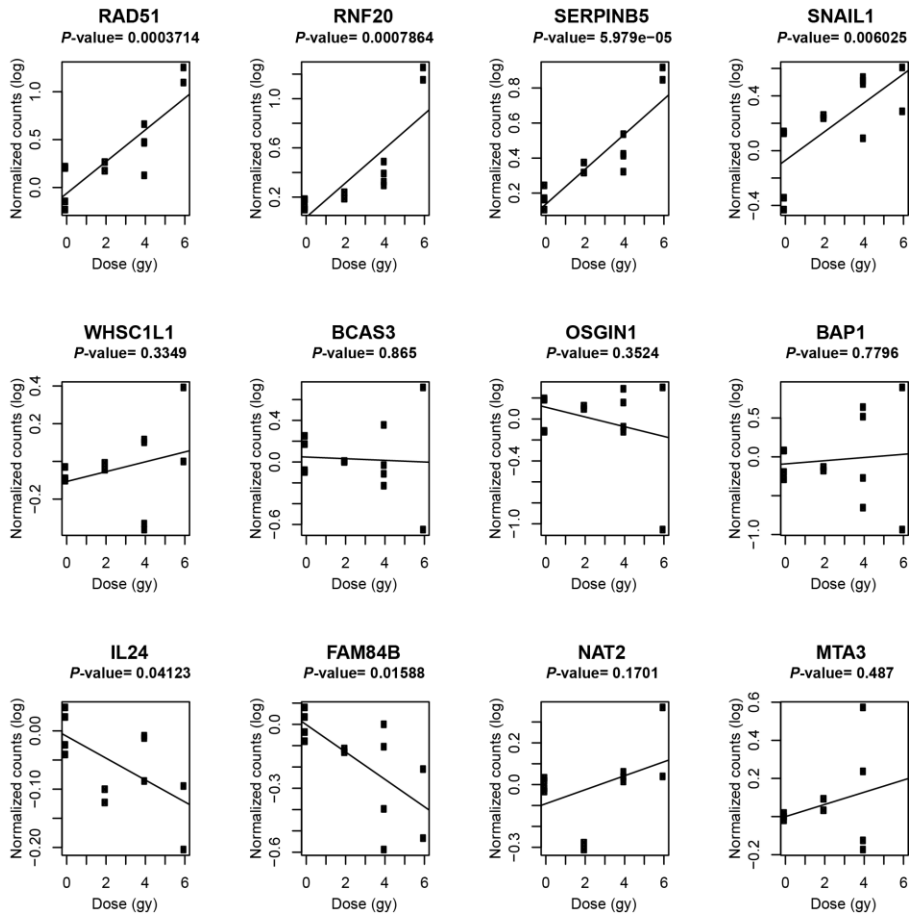 RAD51
P-value= 0.0003714
Normalized counts (log)
1.0
0.5
0.0
0 2 4 6
Dose (gy)
RNF20
P-value= 0.0007864
Normalized counts (log)
1.0
0.6
0.2
0 2 4 6
Dose (gy)
SERPINB5
P-value= 5.979e−05
Normalized counts (log)
0.8
0.6
0.4
0.2
0 2 4 6
Dose (gy)
SNAIL1
P-value= 0.006025
Normalized counts (log)
0.4
0.0
−0.4
0 2 4 6
Dose (gy)
WHSC1L1
P-value= 0.3349
Normalized counts (log)
0.4
0.0
−0.2
0 2 4 6
Dose (gy)
BCAS3
P-value= 0.865
Normalized counts (log)
0.4
0.0
−0.6
0 2 4 6
Dose (gy)
OSGIN1
P-value= 0.3524
Normalized counts (log)
0.0
−0.4
−1.0
0 2 4 6
Dose (gy)
BAP1
P-value= 0.7796
Normalized counts (log)
0.5
0.0
−1.0
0 2 4 6
Dose (gy)
IL24
P-value= 0.04123
Normalized counts (log)
0.00
−0.10
−0.20
0 2 4 6
Dose (gy)
FAM84B
P-value= 0.01588
Normalized counts (log)
0.0
−0.3
−0.6
0 2 4 6
Dose (gy)
NAT2
P-value= 0.1701
Normalized counts (log)
0.2
0.0
−0.3
0 2 4 6
Dose (gy)
MTA3
P-value= 0.487
Normalized counts (log)
0.6
0.2
−0.2
0 2 4 6
Dose (gy)